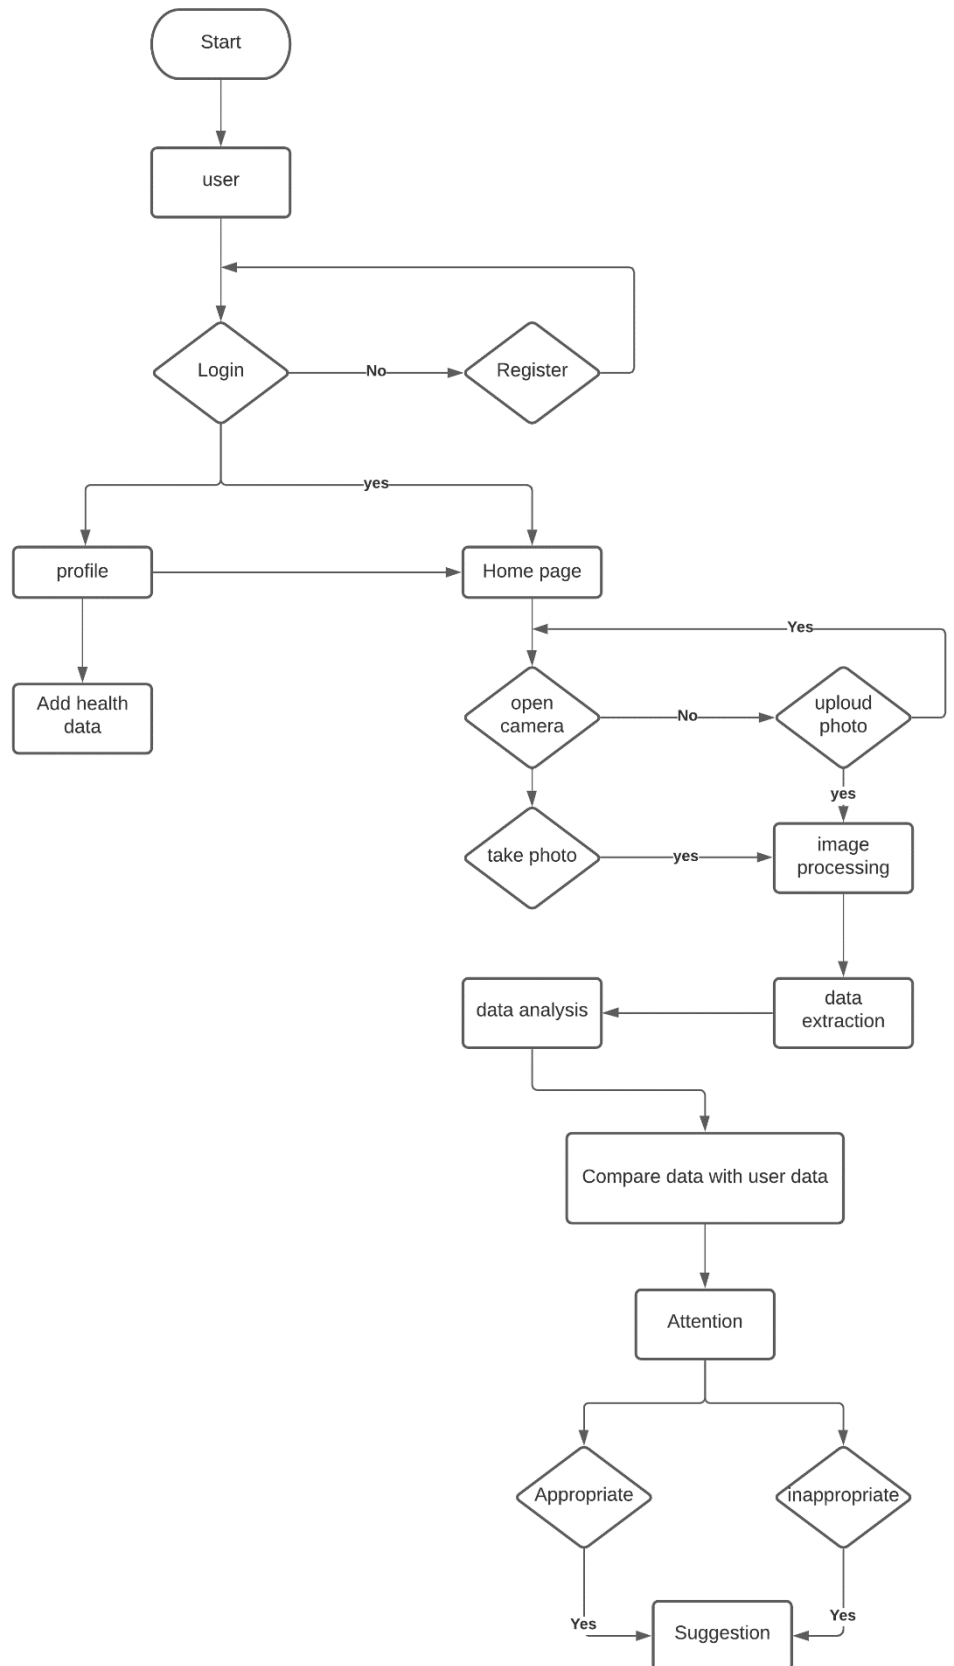 Start
user
Login
No
Register
yes
profile
Home page
Yes
Add health
data
open
camera
No
uploud
photo
yes
take photo
yes
image
processing
data analysis
data
extraction
Compare data with user data
Attention
Appropriate
inappropriate
Yes
Suggestion
Yes